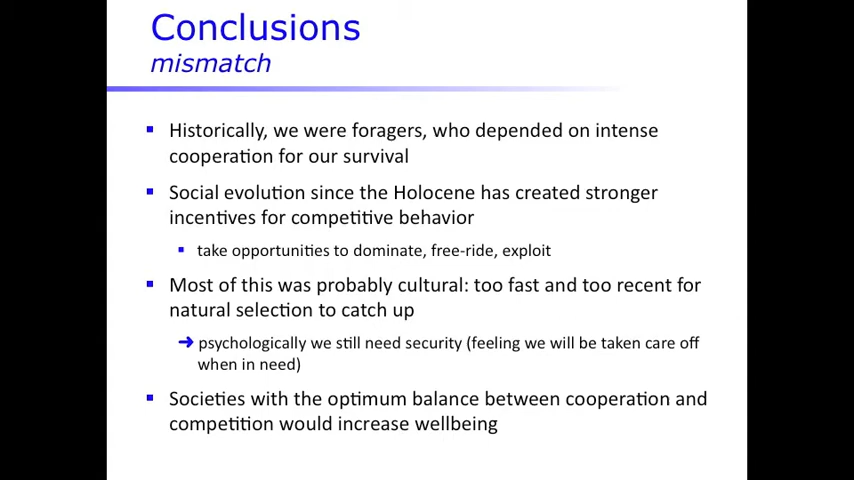 Conclusions
mismatch
▪ Historically, we were foragers, who depended on intense
cooperation for our survival
▪ Social evolution since the Holocene has created stronger
incentives for competitive behavior
▪ take opportunities to dominate, free-ride, exploit
▪ Most of this was probably cultural: too fast and too recent for
natural selection to catch up
➔ psychologically we still need security (feeling we will be taken care off
when in need)
▪ Societies with the optimum balance between cooperation and
competition would increase wellbeing